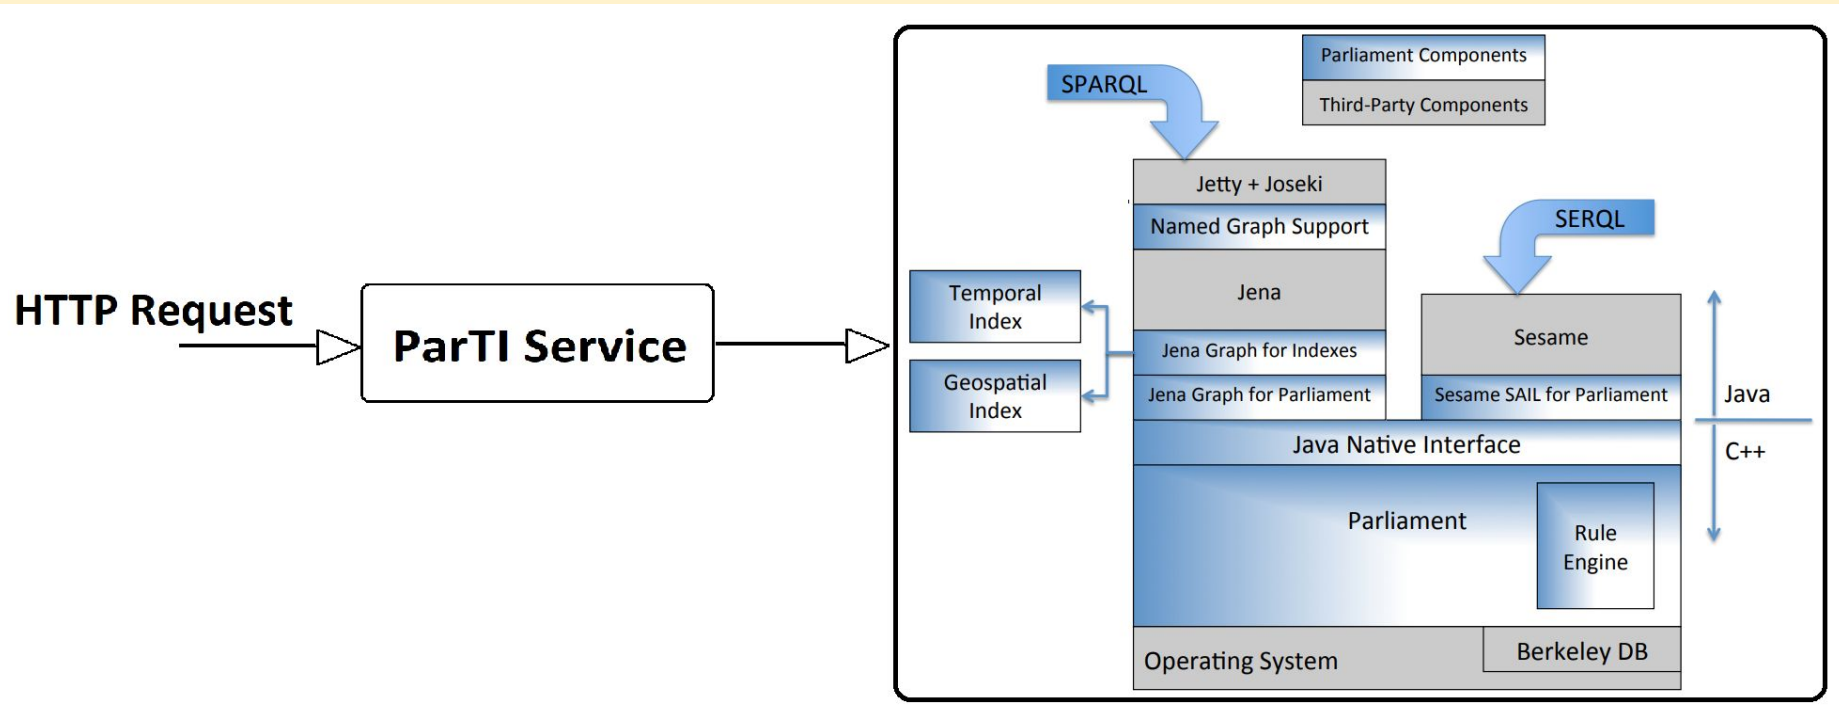 HTTP Request
ParTI Service
Parliament Components
Third-Party Components
SPARQL
Jetty + Joseki
Named Graph Support
Jena
Jena Graph for Indexes
Jena Graph for Parliament
Temporal
Index
Geospatial
Index
SERQL
Sesame
Sesame SAIL for Parliament
Java
C++
Java Native Interface
Parliament
Rule
Engine
Operating System
Berkeley DB